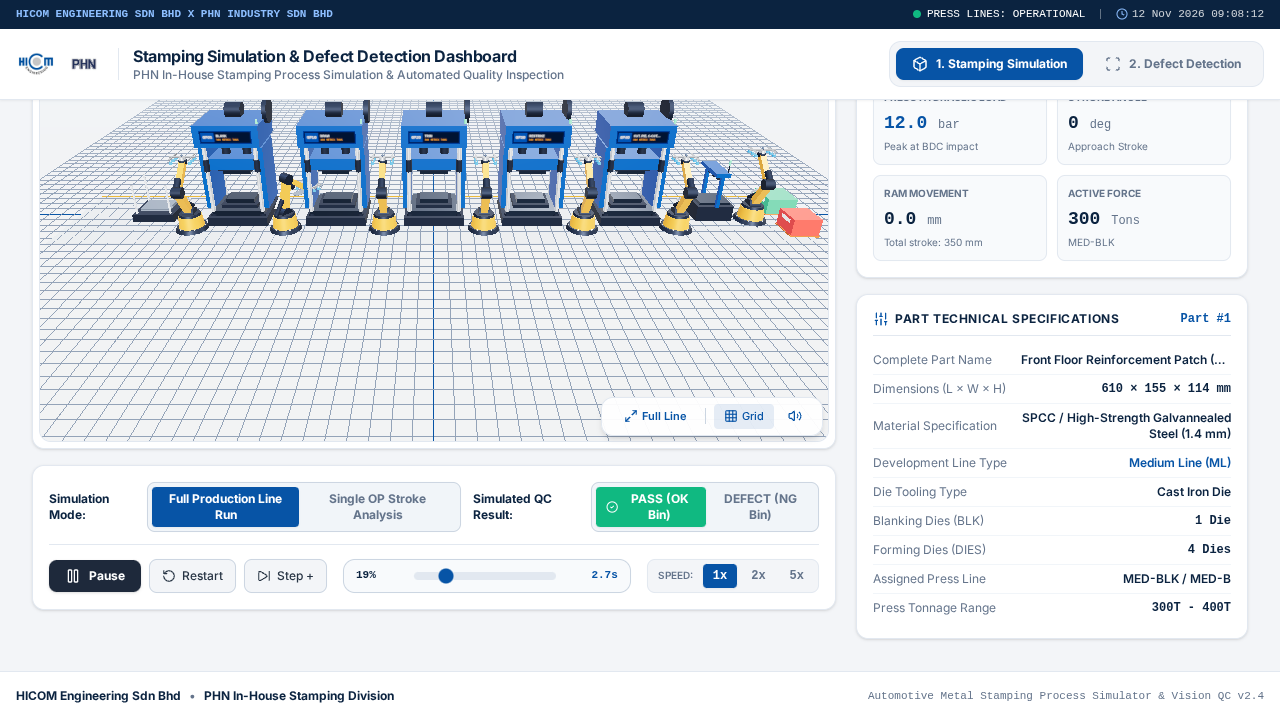 HICOM ENGINEERING SDN BHD X PHN INDUSTRY SDN BHD
PRESS LINES: OPERATIONAL | 12 Nov 2026 09:08:12
HICOM
PHN
Stamping Simulation & Defect Detection Dashboard
PHN In-House Stamping Process Simulation & Automated Quality Inspection
1. Stamping Simulation
2. Defect Detection
12.0 bar
Peak at BDC impact
0 deg
Approach Stroke
RAM MOVEMENT
0.0 mm
Total stroke: 350 mm
ACTIVE FORCE
300 Tons
MED-BLK
Full Line
Grid
Simulation Mode:
Full Production Line Run
Single OP Stroke Analysis
Simulated QC Result:
PASS (OK Bin)
DEFECT (NG Bin)
Pause
Restart
Step +
19%
2.7s
SPEED:
1x
2x
5x
PART TECHNICAL SPECIFICATIONS
Part #1
Complete Part Name Front Floor Reinforcement Patch (...
Dimensions (L × W × H) 610 × 155 × 114 mm
Material Specification SPCC / High-Strength Galvannealed
Steel (1.4 mm)
Development Line Type Medium Line (ML)
Die Tooling Type Cast Iron Die
Blanking Dies (BLK) 1 Die
Forming Dies (DIES) 4 Dies
Assigned Press Line MED-BLK / MED-B
Press Tonnage Range 300T - 400T
HICOM Engineering Sdn Bhd • PHN In-House Stamping Division
Automotive Metal Stamping Process Simulator & Vision QC v2.4